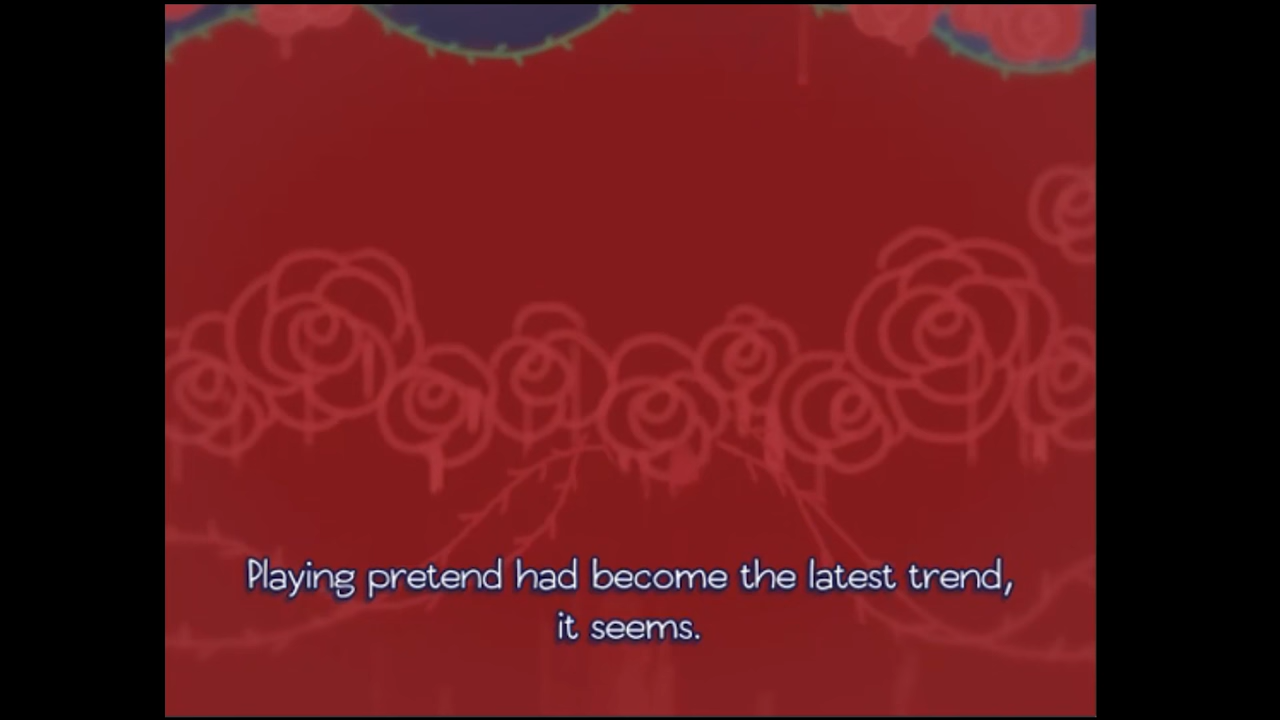 Playing pretend had become the latest trend,
it seems.